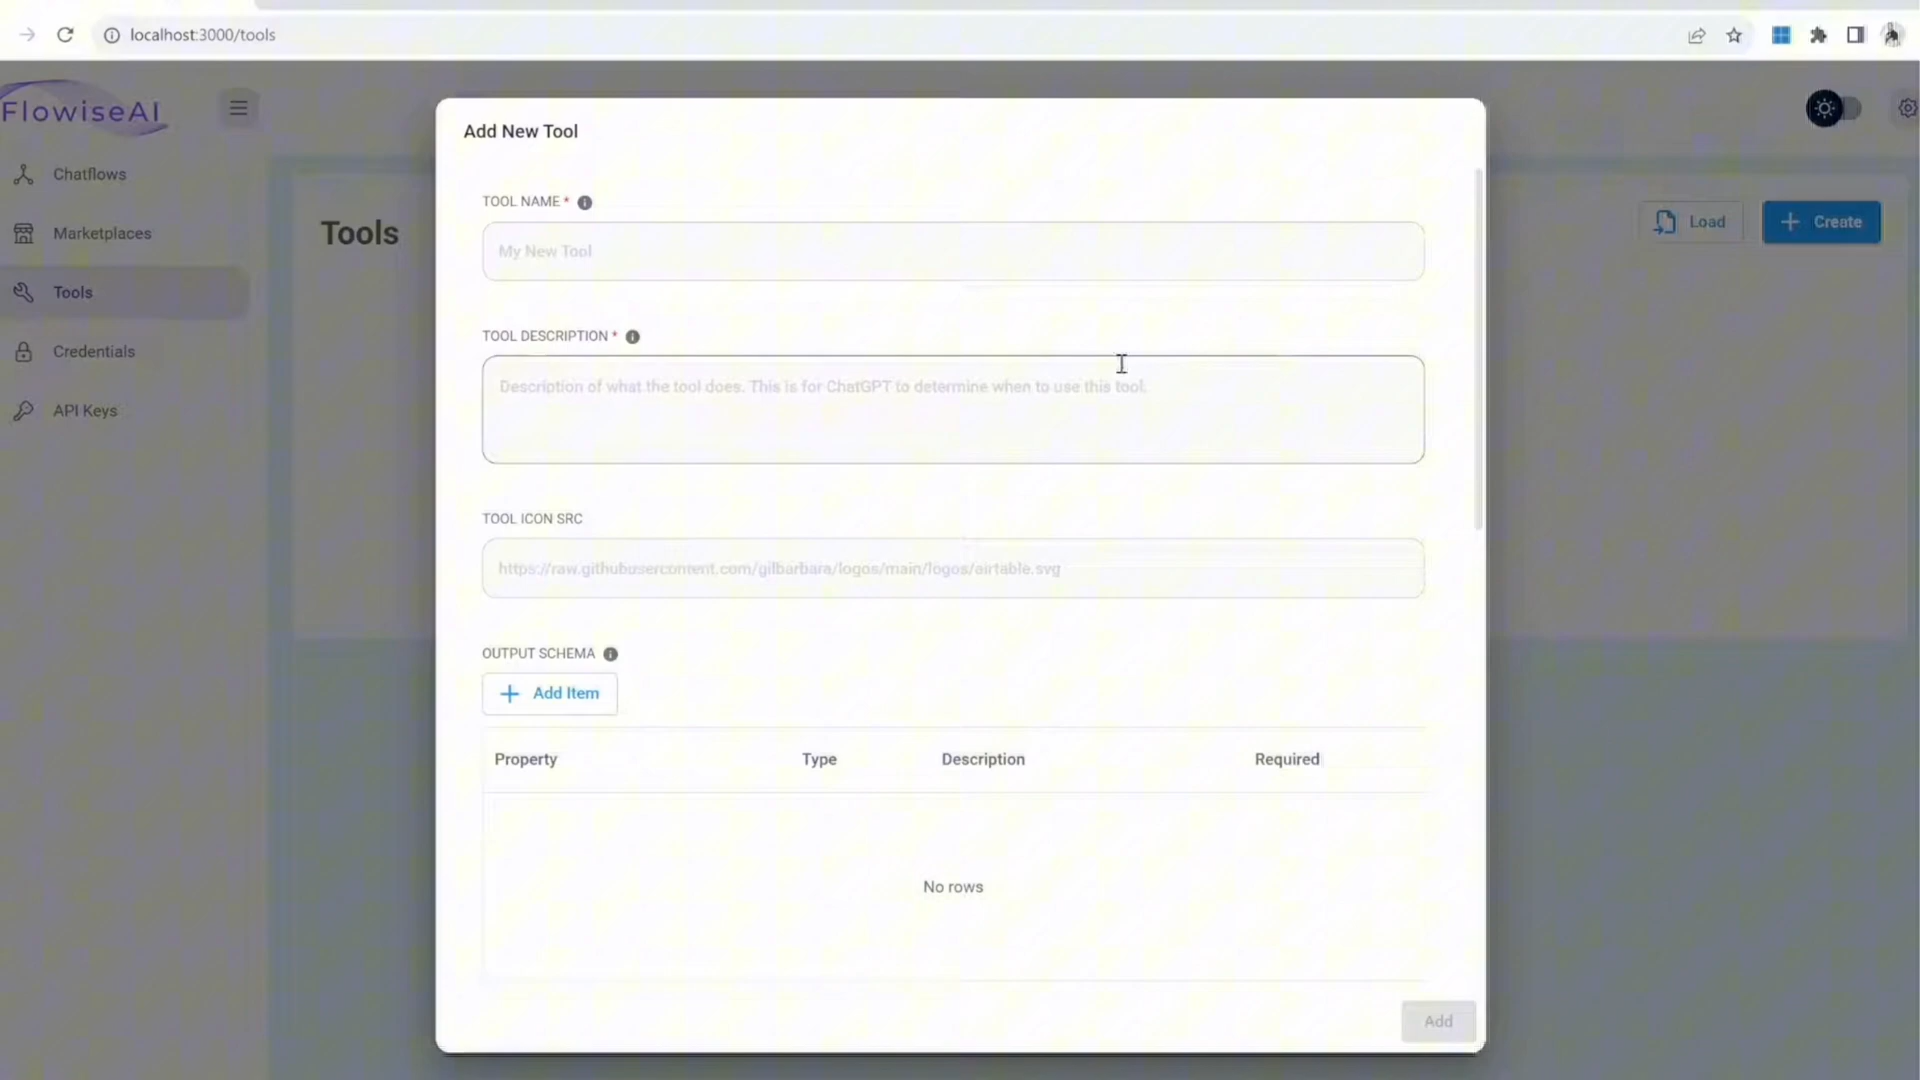 localhost:3000/tools
FlowiseAI
Chatflows
Marketplaces
Tools
Credentials
API Keys
Tools
Load
Create
Add New Tool
TOOL NAME *
My New Tool
TOOL DESCRIPTION *
Description of what the tool does. This is for ChatGPT to determine when to use this tool.
TOOL ICON SRC
https://raw.githubusercontent.com/gilbarbara/logos/main/logos/airtable.svg
OUTPUT SCHEMA
Add Item
Property Type Description Required
No rows
Add